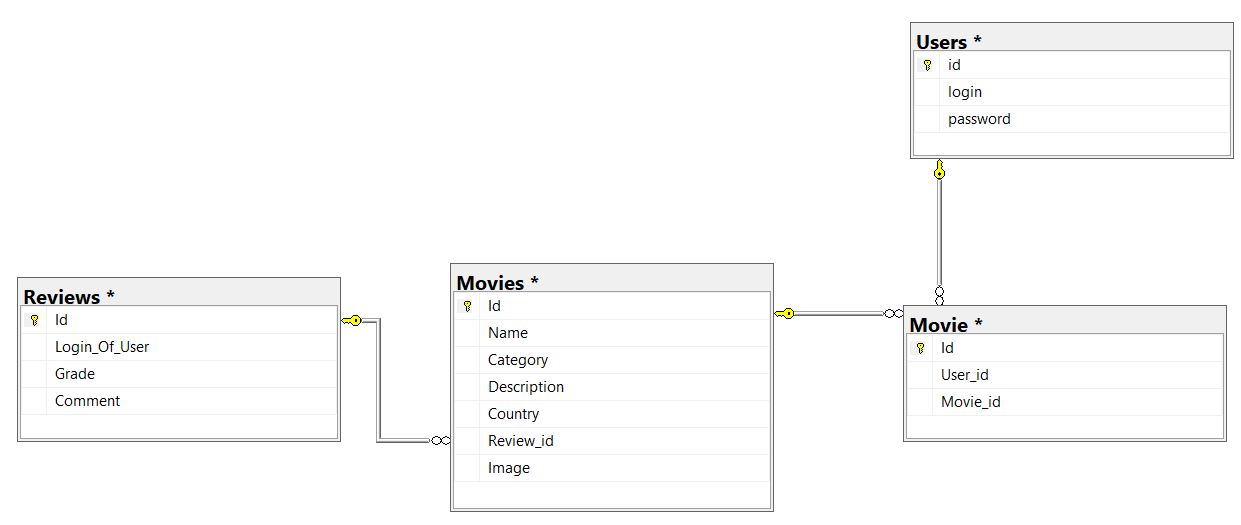 Users *
id
login
password
Reviews *
Id
Login_Of_User
Grade
Comment
Movies *
Id
Name
Category
Description
Country
Review_id
Image
Movie *
Id
User_id
Movie_id